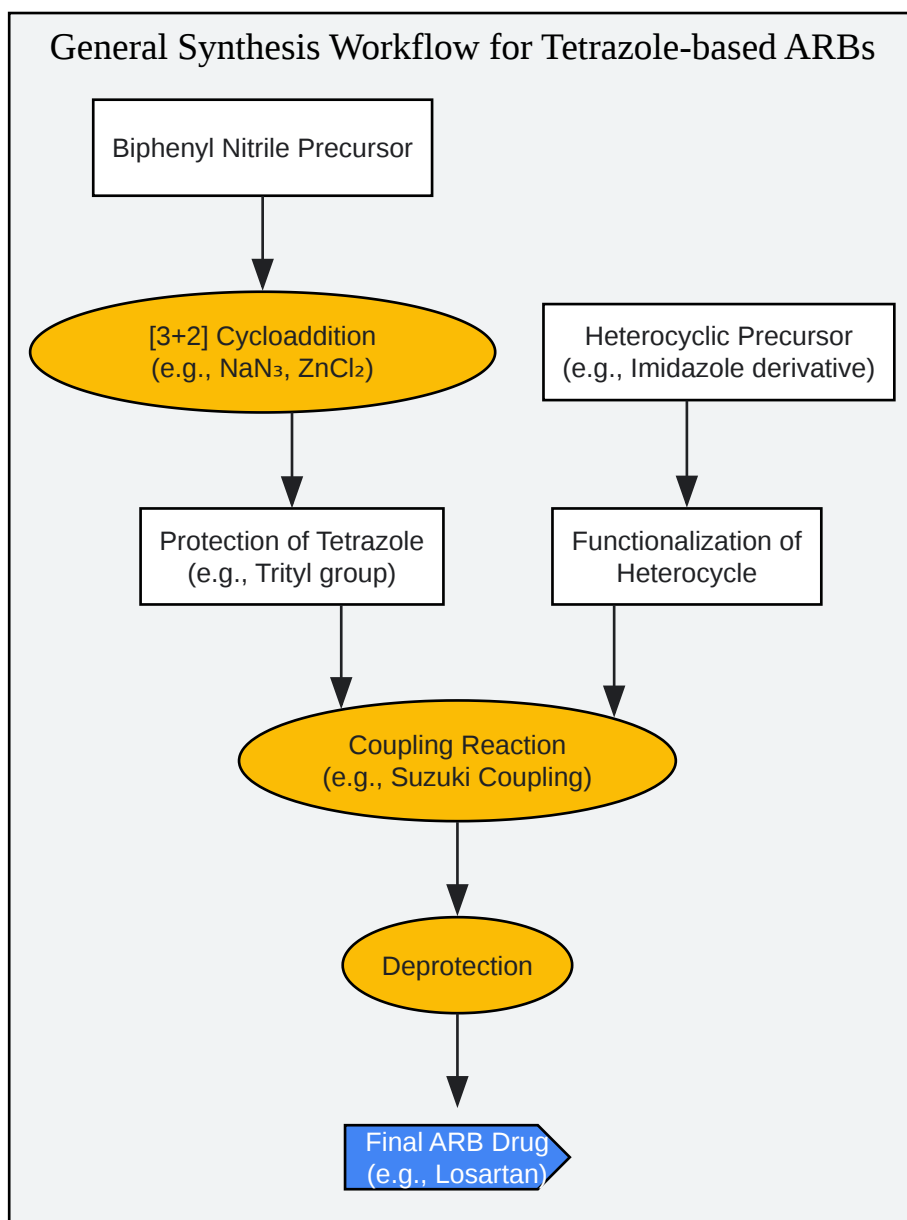 General Synthesis Workflow for Tetrazole-based ARBs
Biphenyl Nitrile Precursor
[3+2] Cycloaddition
(e.g., NaN₃, ZnCl₂)
Heterocyclic Precursor
(e.g., Imidazole derivative)
Protection of Tetrazole
(e.g., Trityl group)
Functionalization of
Heterocycle
Coupling Reaction
(e.g., Suzuki Coupling)
Deprotection
Final ARB Drug
(e.g., Losartan)